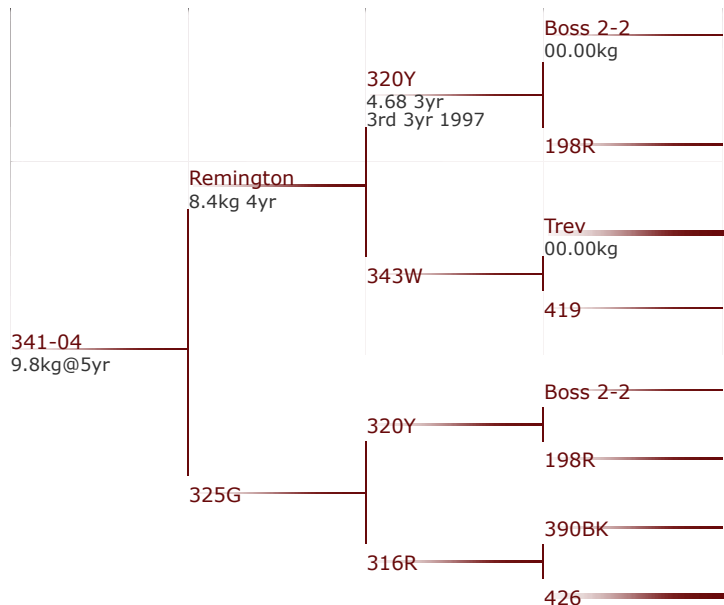 Boss 2-2
00.00kg
320Y
4.68 3yr
3rd 3yr 1997
198R
Remington
8.4kg 4yr
Trev
00.00kg
343W
419
341-04
9.8kg@5yr
Boss 2-2
320Y
198R
325G
390BK
316R
426